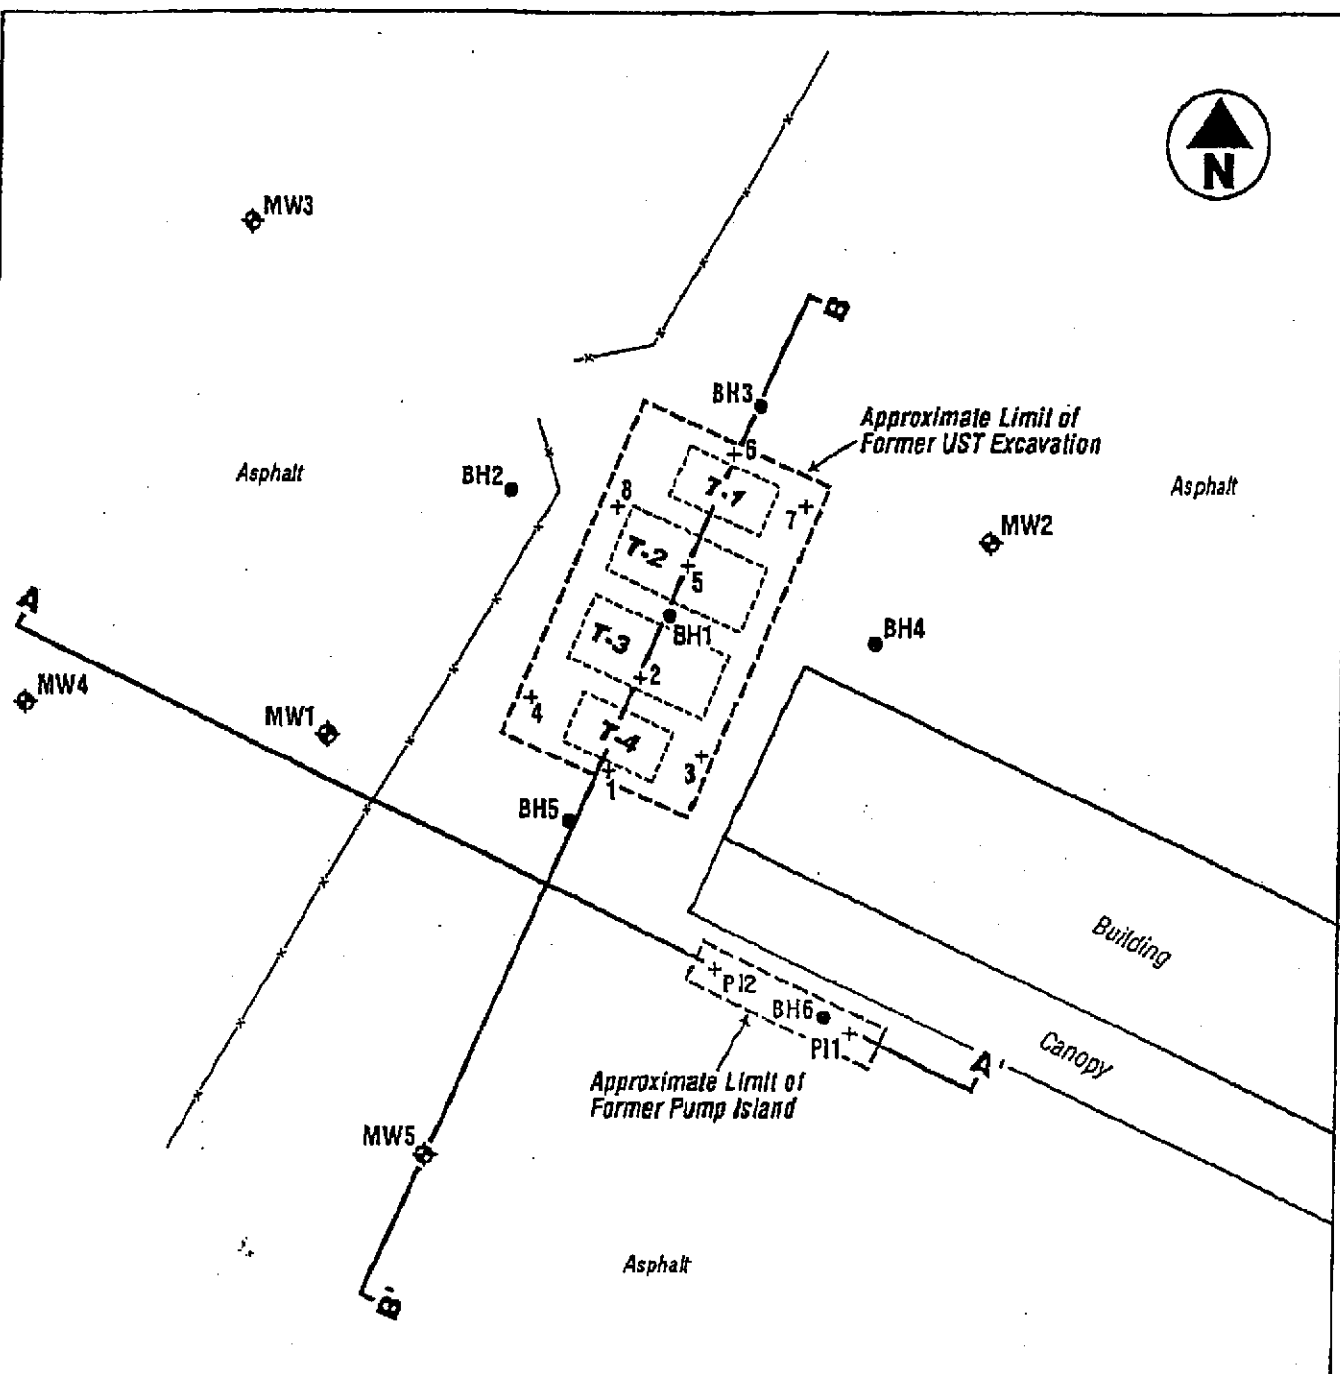 N
MW3
B
BH3
Approximate Limit of
Former UST Excavation
6
Asphalt
BH2
8
T-1
7
Asphalt
MW2
T-2
5
A
BH1
BH4
T-3
2
MW4
4
MW1
T-4
3
1
BH5
Building
PI2
BH6
PI1
Canopy
A'
Approximate Limit of
Former Pump Island
MW5
Asphalt
B'